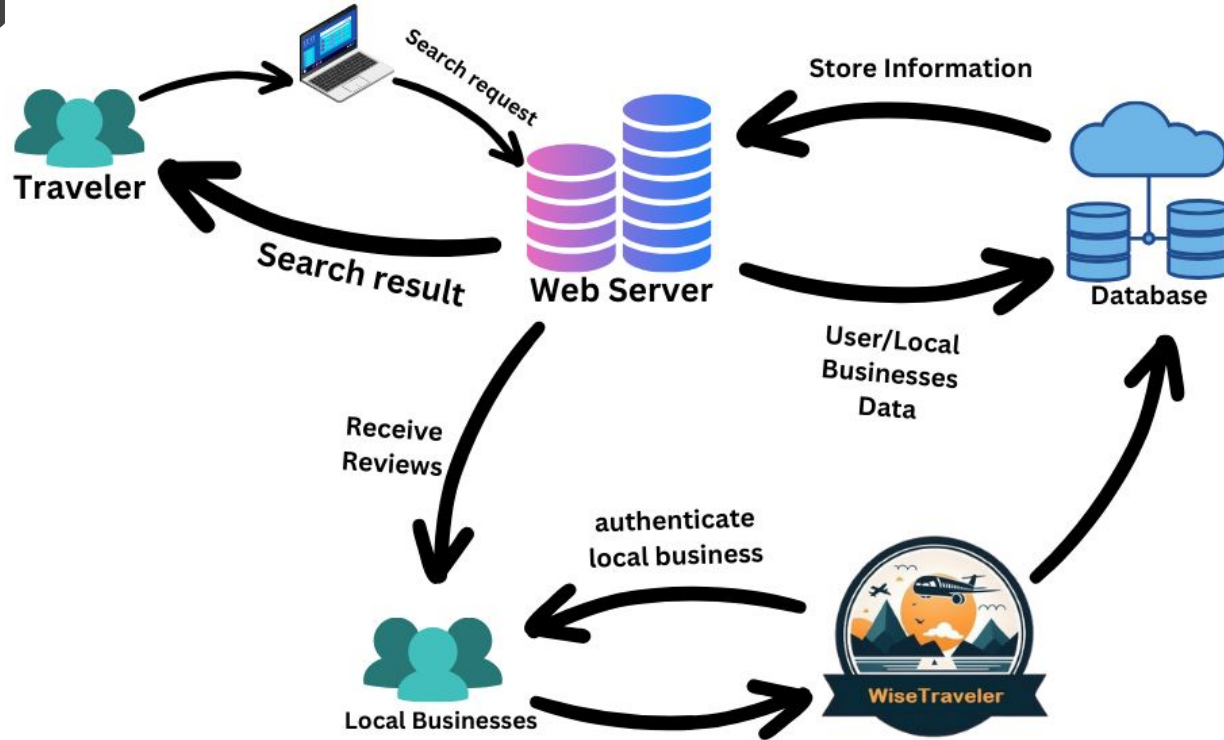 Search request
Store Information
Traveler
Search result
Web Server
Database
User/Local
Businesses
Data
Receive
Reviews
authenticate
local business
WiseTraveler
Local Businesses